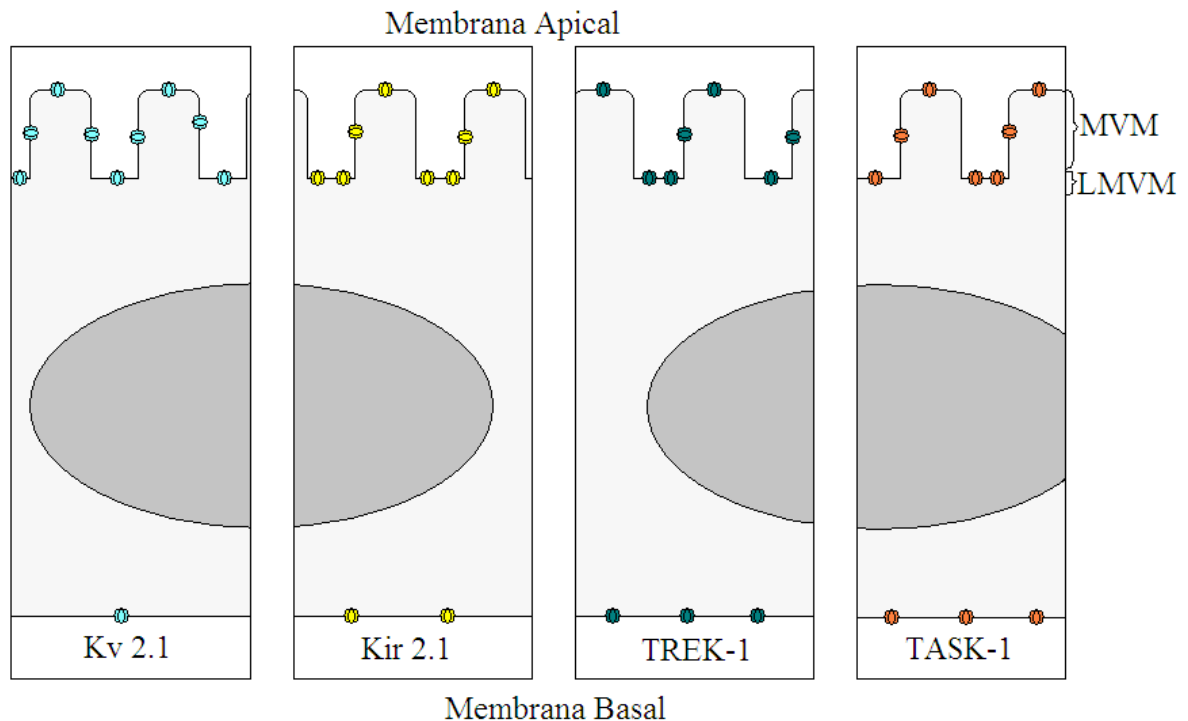 Membrana Apical
MVM
LMVM
Kv 2.1
Kir 2.1
TREK-1
TASK-1
Membrana Basal